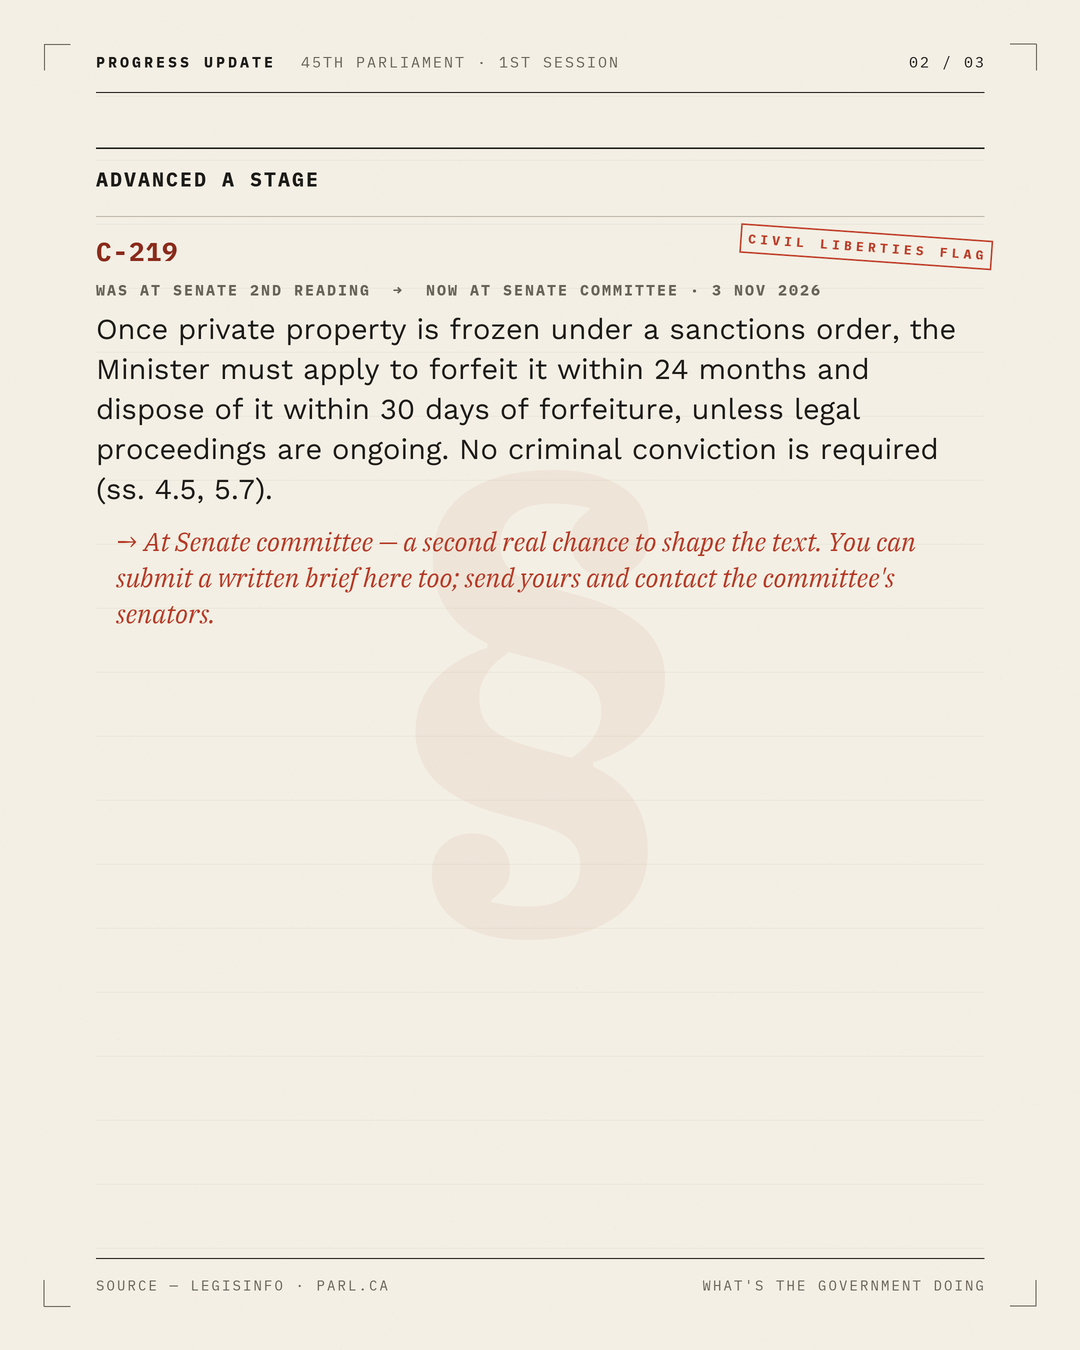 PROGRESS UPDATE 45TH PARLIAMENT · 1ST SESSION 02 / 03
ADVANCED A STAGE
C-219
CIVIL LIBERTIES FLAG
WAS AT SENATE 2ND READING → NOW AT SENATE COMMITTEE · 3 NOV 2026
Once private property is frozen under a sanctions order, the
Minister must apply to forfeit it within 24 months and
dispose of it within 30 days of forfeiture, unless legal
proceedings are ongoing. No criminal conviction is required
(ss. 4.5, 5.7).
→ At Senate committee — a second real chance to shape the text. You can
submit a written brief here too; send yours and contact the committee's
senators.
§
SOURCE — LEGISINFO · PARL.CA WHAT'S THE GOVERNMENT DOING